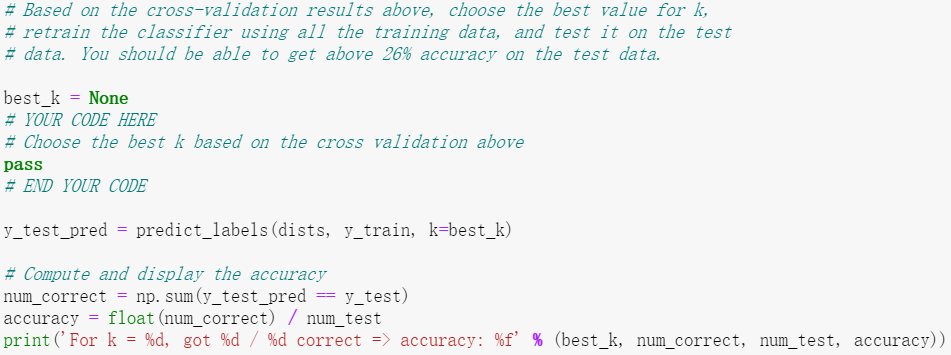 # Based on the cross-validation results above, choose the best value for k,
# retrain the classifier using all the training data, and test it on the test
# data. You should be able to get above 26% accuracy on the test data.
best_k = None
# YOUR CODE HERE
# Choose the best k based on the cross validation above
pass
# END YOUR CODE
y_test_pred = predict_labels(dists, y_train, k=best_k)
# Compute and display the accuracy
num_correct = np.sum(y_test_pred == y_test)
accuracy = float(num_correct) / num_test
print('For k = %d, got %d / %d correct => accuracy: %f' % (best_k, num_correct, num_test, accuracy))